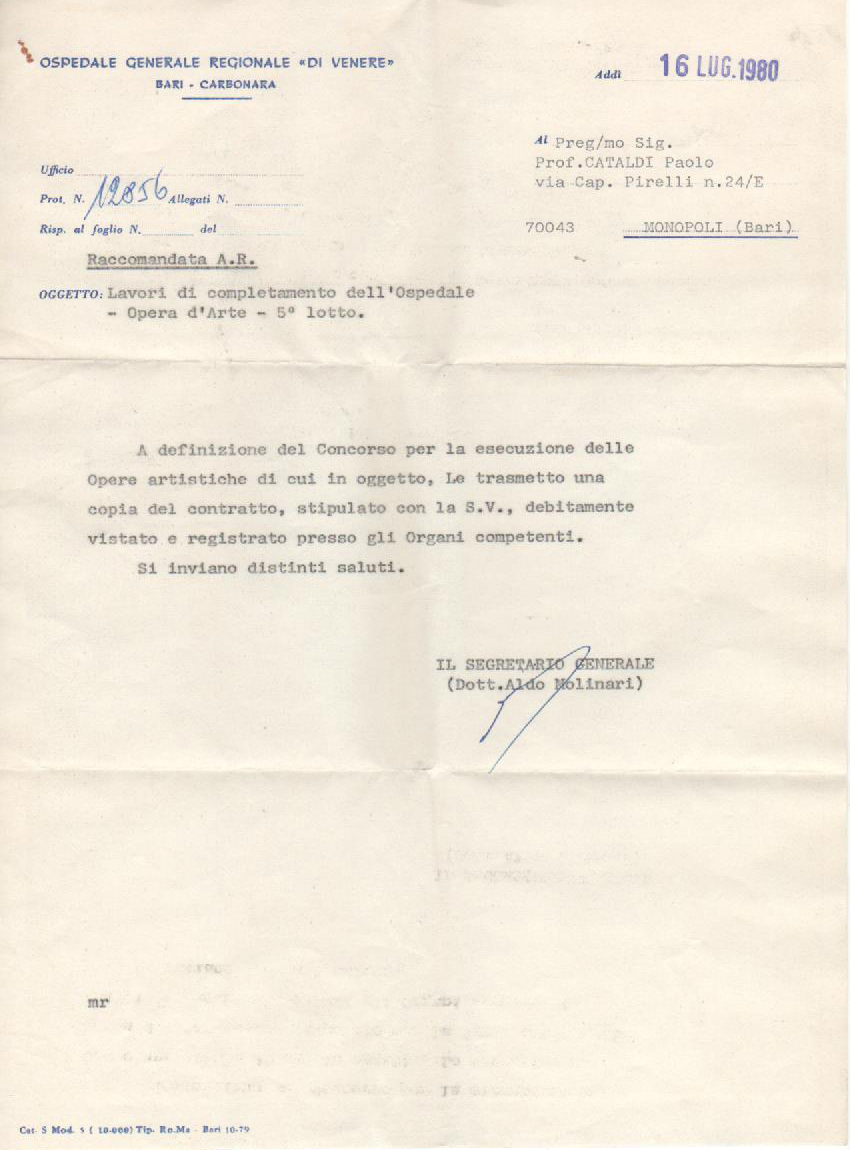 OSPEDALE GENERALE REGIONALE «DI VENERE»
BARI - CARBONARA
Addì 16 LUG.1980
Al Preg/mo Sig.
Prof.CATALDI Paolo
via Cap. Pirelli n.24/E
70043 MONOPOLI (Bari)
Ufficio
Prot. N. 12856 Allegati N.
Risp. al foglio N. del
Raccomandata A.R.
OGGETTO: Lavori di completamento dell'Ospedale
- Opera d'Arte - 5° lotto.
A definizione del Concorso per la esecuzione delle
Opere artistiche di cui in oggetto, Le trasmetto una
copia del contratto, stipulato con la S.V., debitamente
vistato e registrato presso gli Organi competenti.
Si inviano distinti saluti.
IL SEGRETARIO GENERALE
(Dott.Aldo Molinari)
mr
Cat. S Mod. 5 ( 10-000) Tip. Ro.Ma - Bari 10-79